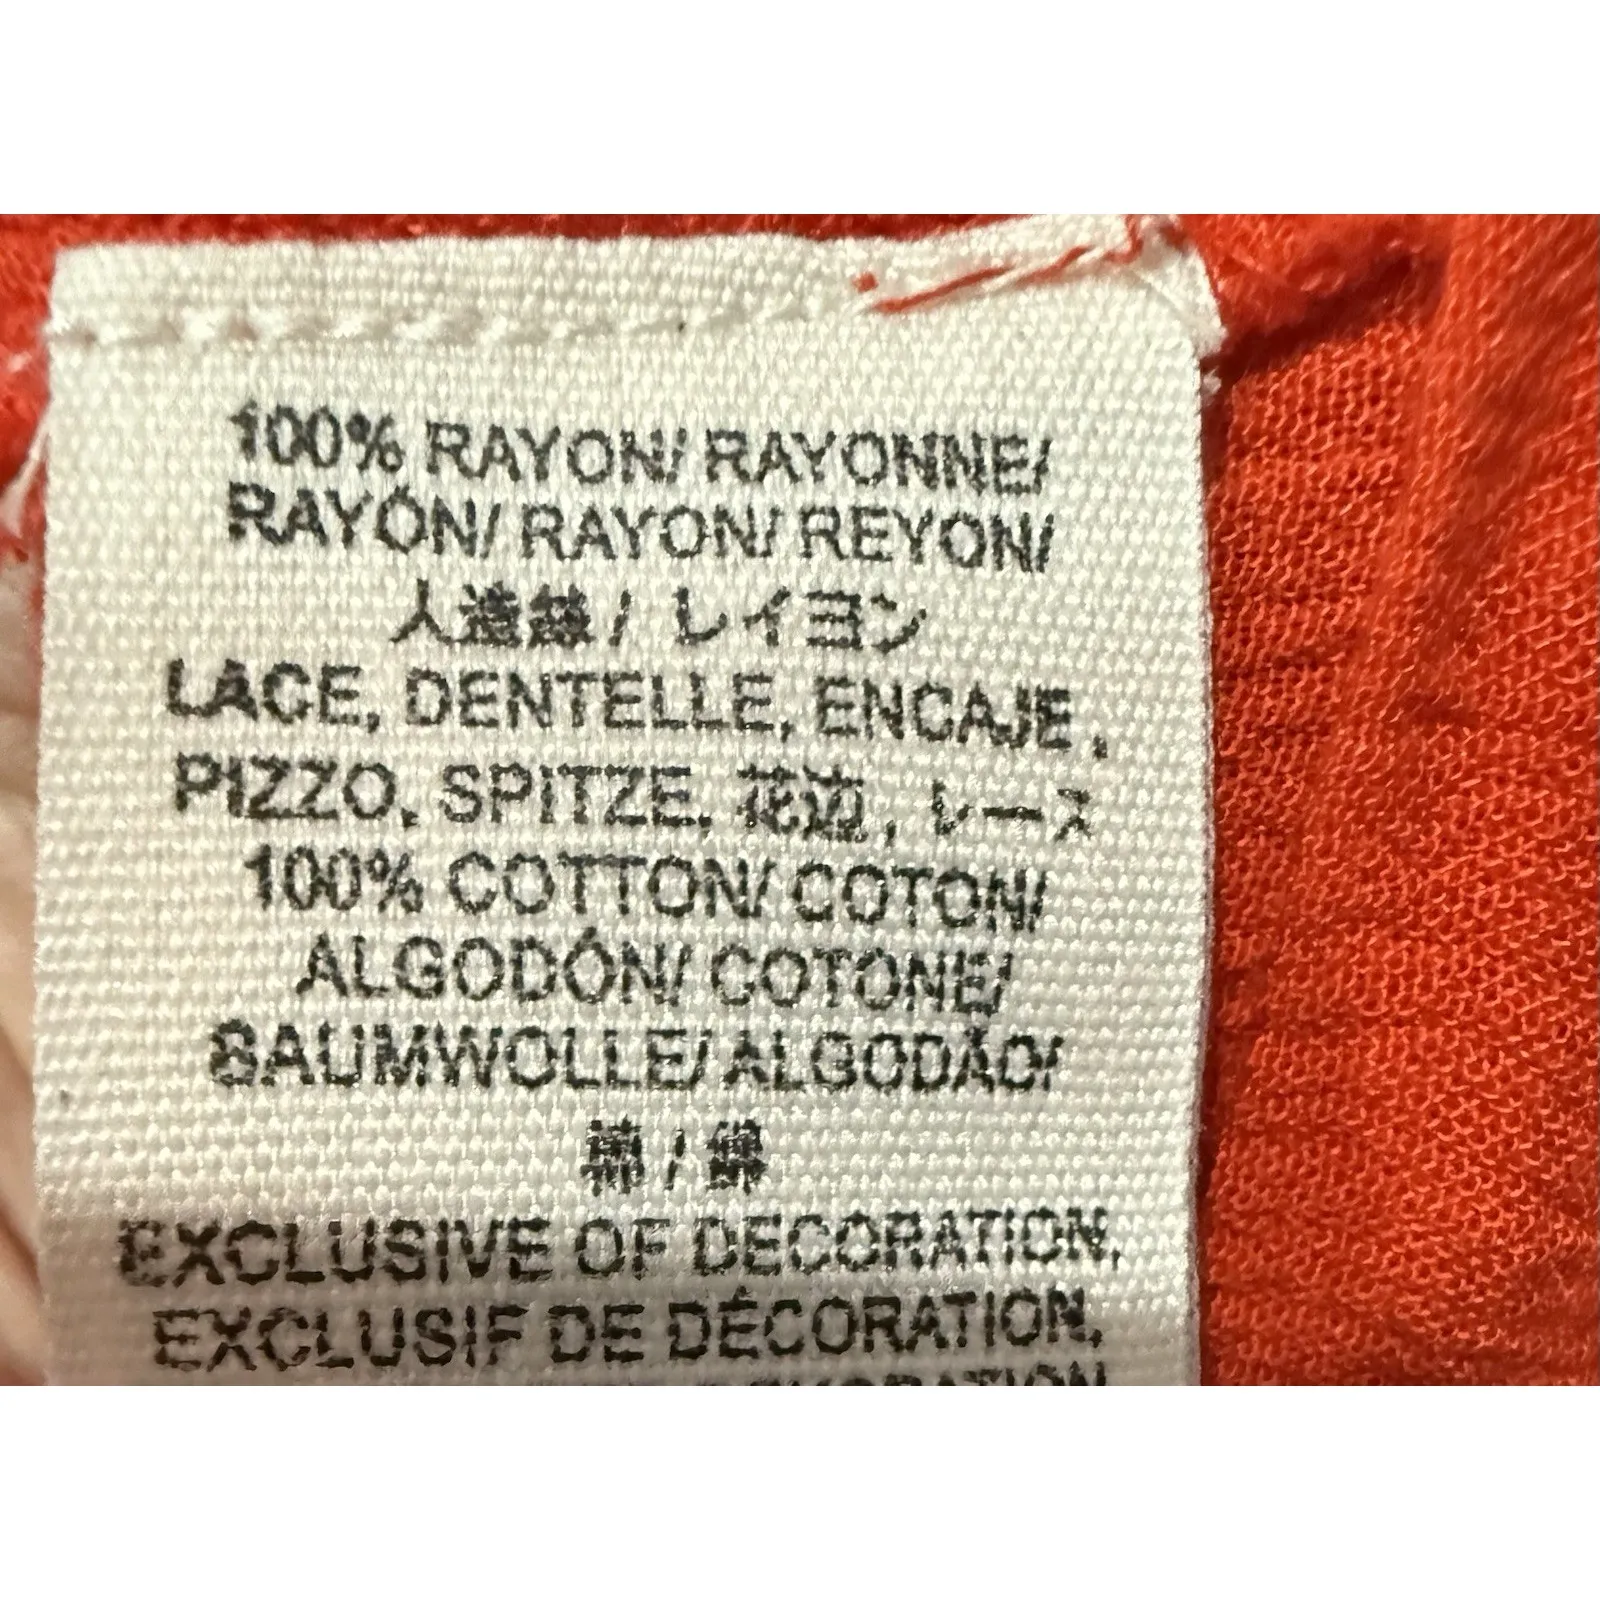 100% RAYON/ RAYONNE/
RAYÓN/ RAYON/ REYON/
人造絲 / レイヨン
LACE, DENTELLE, ENCAJE ,
PIZZO, SPITZE, 花边, レース
100% COTTON/ COTON/
ALGODÓN/ COTONE/
BAUMWOLLE/ ALGODÃO/
棉 / 綿
EXCLUSIVE OF DECORATION,
EXCLUSIF DE DÉCORATION,